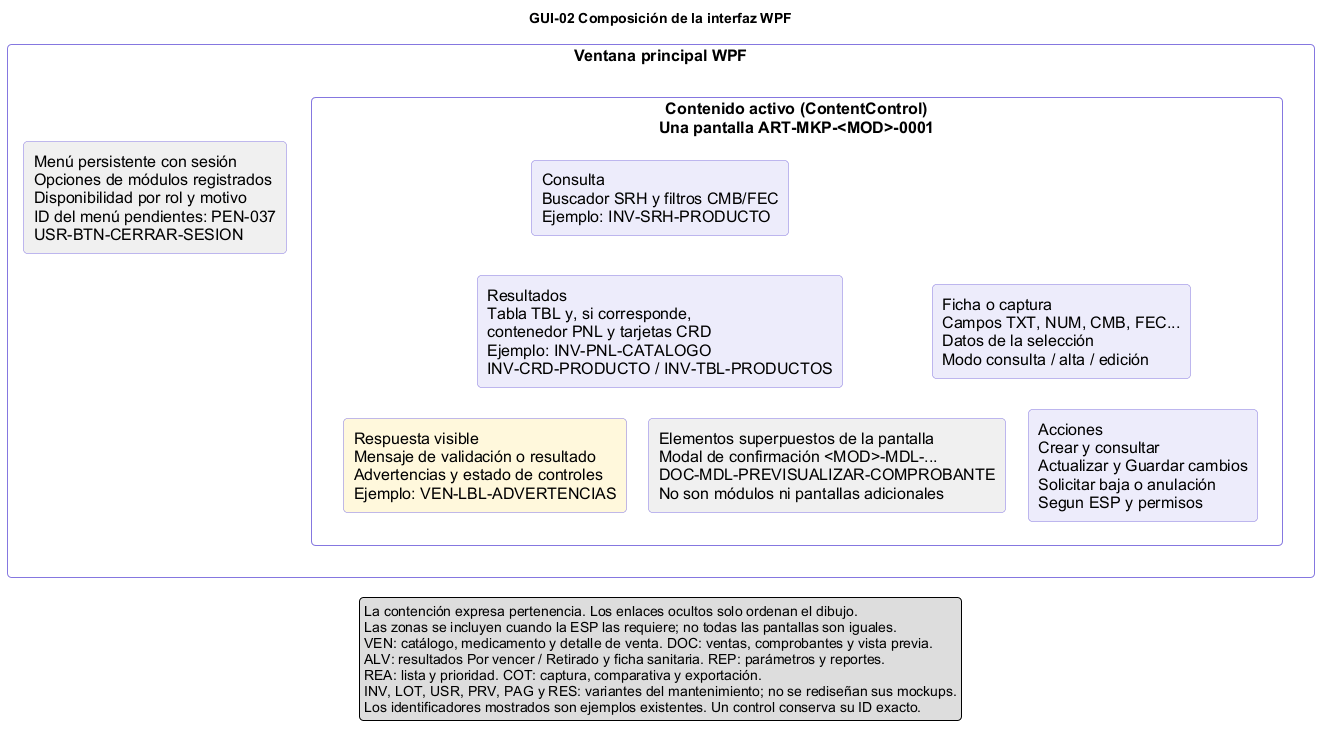 GUI-02 Composición de la interfaz WPF
Ventana principal WPF
Contenido activo (ContentControl)
Una pantalla ART-MKP-<MOD>-0001
Menú persistente con sesión
Opciones de módulos registrados
Disponibilidad por rol y motivo
ID del menú pendientes: PEN-037
USR-BTN-CERRAR-SESION
Consulta
Buscador SRH y filtros CMB/FEC
Ejemplo: INV-SRH-PRODUCTO
Resultados
Tabla TBL y, si corresponde,
contenedor PNL y tarjetas CRD
Ejemplo: INV-PNL-CATALOGO
INV-CRD-PRODUCTO / INV-TBL-PRODUCTOS
Ficha o captura
Campos TXT, NUM, CMB, FEC...
Datos de la selección
Modo consulta / alta / edición
Respuesta visible
Mensaje de validación o resultado
Advertencias y estado de controles
Ejemplo: VEN-LBL-ADVERTENCIAS
Elementos superpuestos de la pantalla
Modal de confirmación <MOD>-MDL-...
DOC-MDL-PREVISUALIZAR-COMPROBANTE
No son módulos ni pantallas adicionales
Acciones
Crear y consultar
Actualizar y Guardar cambios
Solicitar baja o anulación
Segun ESP y permisos
La contención expresa pertenencia. Los enlaces ocultos solo ordenan el dibujo.
Las zonas se incluyen cuando la ESP las requiere; no todas las pantallas son iguales.
VEN: catálogo, medicamento y detalle de venta. DOC: ventas, comprobantes y vista previa.
ALV: resultados Por vencer / Retirado y ficha sanitaria. REP: parámetros y reportes.
REA: lista y prioridad. COT: captura, comparativa y exportación.
INV, LOT, USR, PRV, PAG y RES: variantes del mantenimiento; no se rediseñan sus mockups.
Los identificadores mostrados son ejemplos existentes. Un control conserva su ID exacto.